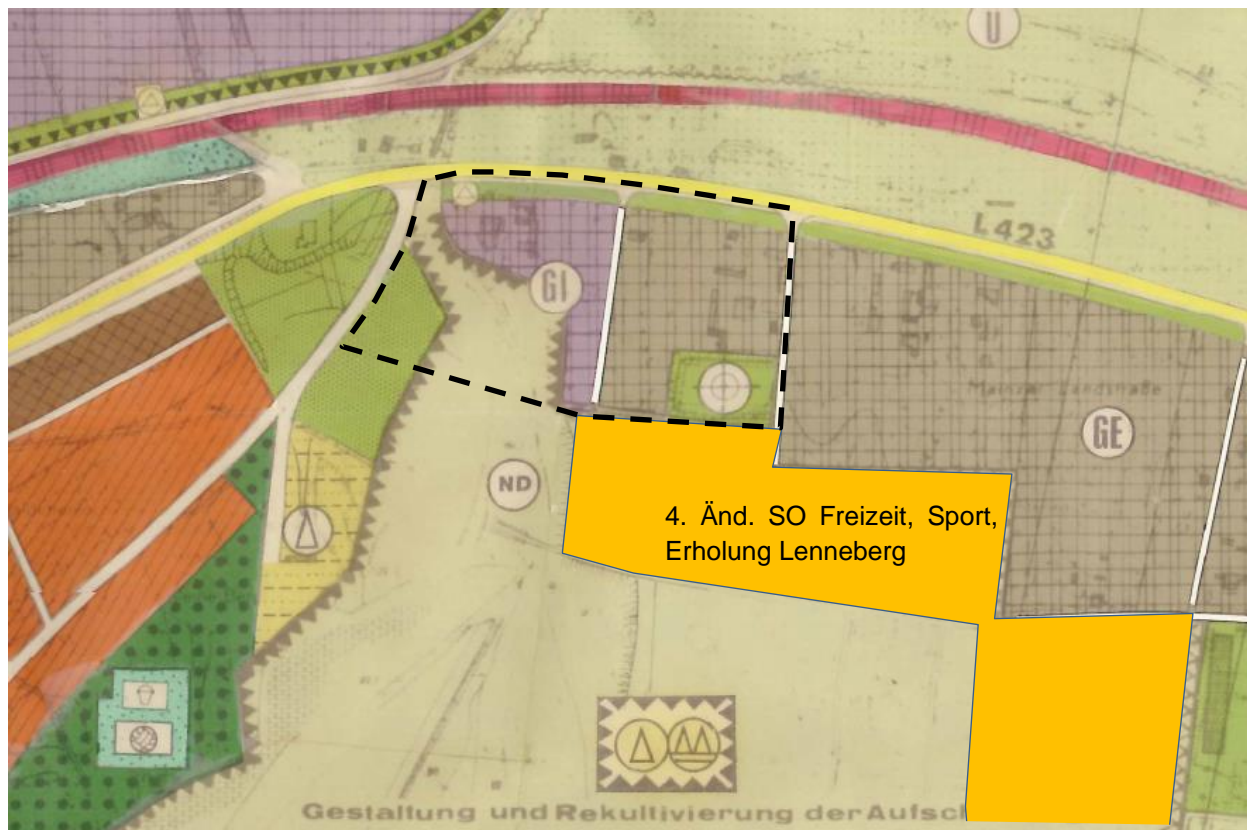 U
L423
GI
Mainzer Landstraße
GE
ND
4. Änd. SO Freizeit, Sport,
Erholung Lenneberg
Gestaltung und Rekultivierung der Aufsch